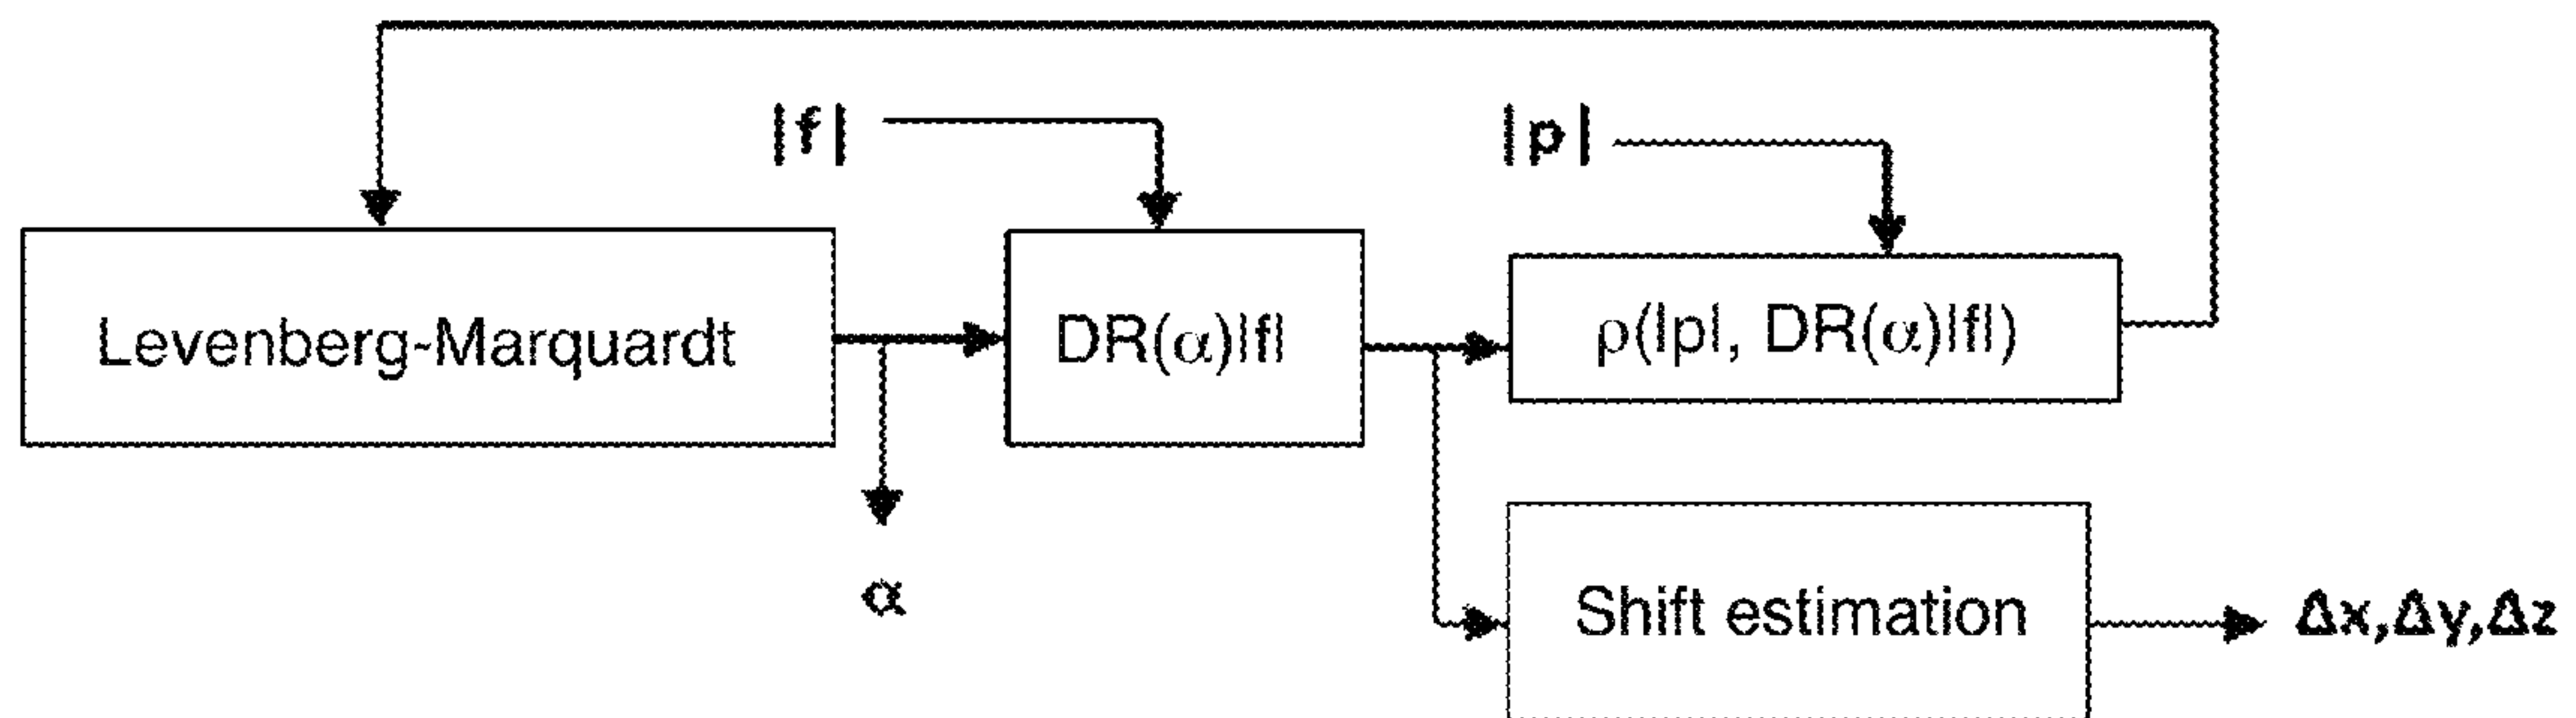 |f|
|p|
Levenberg-Marquardt
DR(α)|f|
ρ(|p|, DR(α)|f|)
α
Shift estimation
Δx,Δy,Δz